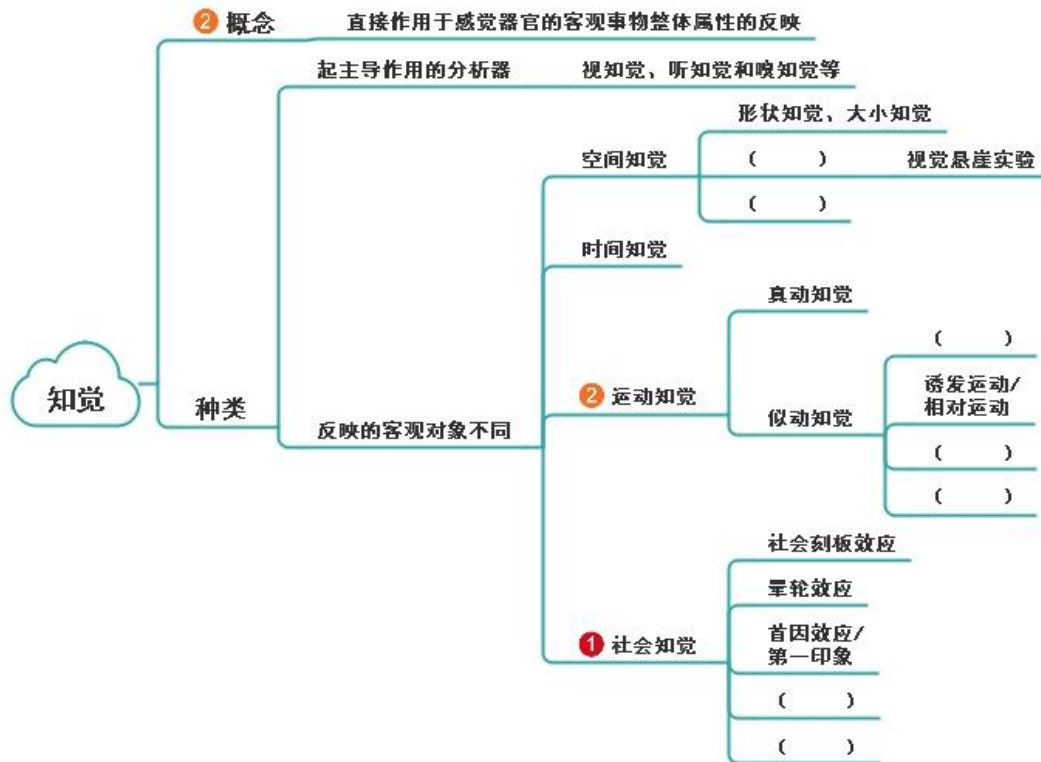 2 概念
直接作用于感觉器官的客观事物整体属性的反映
起主导作用的分析器
视知觉、听知觉和嗅知觉等
形状知觉、大小知觉
空间知觉
(　　)
视觉悬崖实验
(　　)
时间知觉
真动知觉
(　　)
知觉
种类
反映的客观对象不同
2 运动知觉
似动知觉
诱发运动/
相对运动
(　　)
(　　)
社会刻板效应
晕轮效应
1 社会知觉
首因效应/
第一印象
(　　)
(　　)